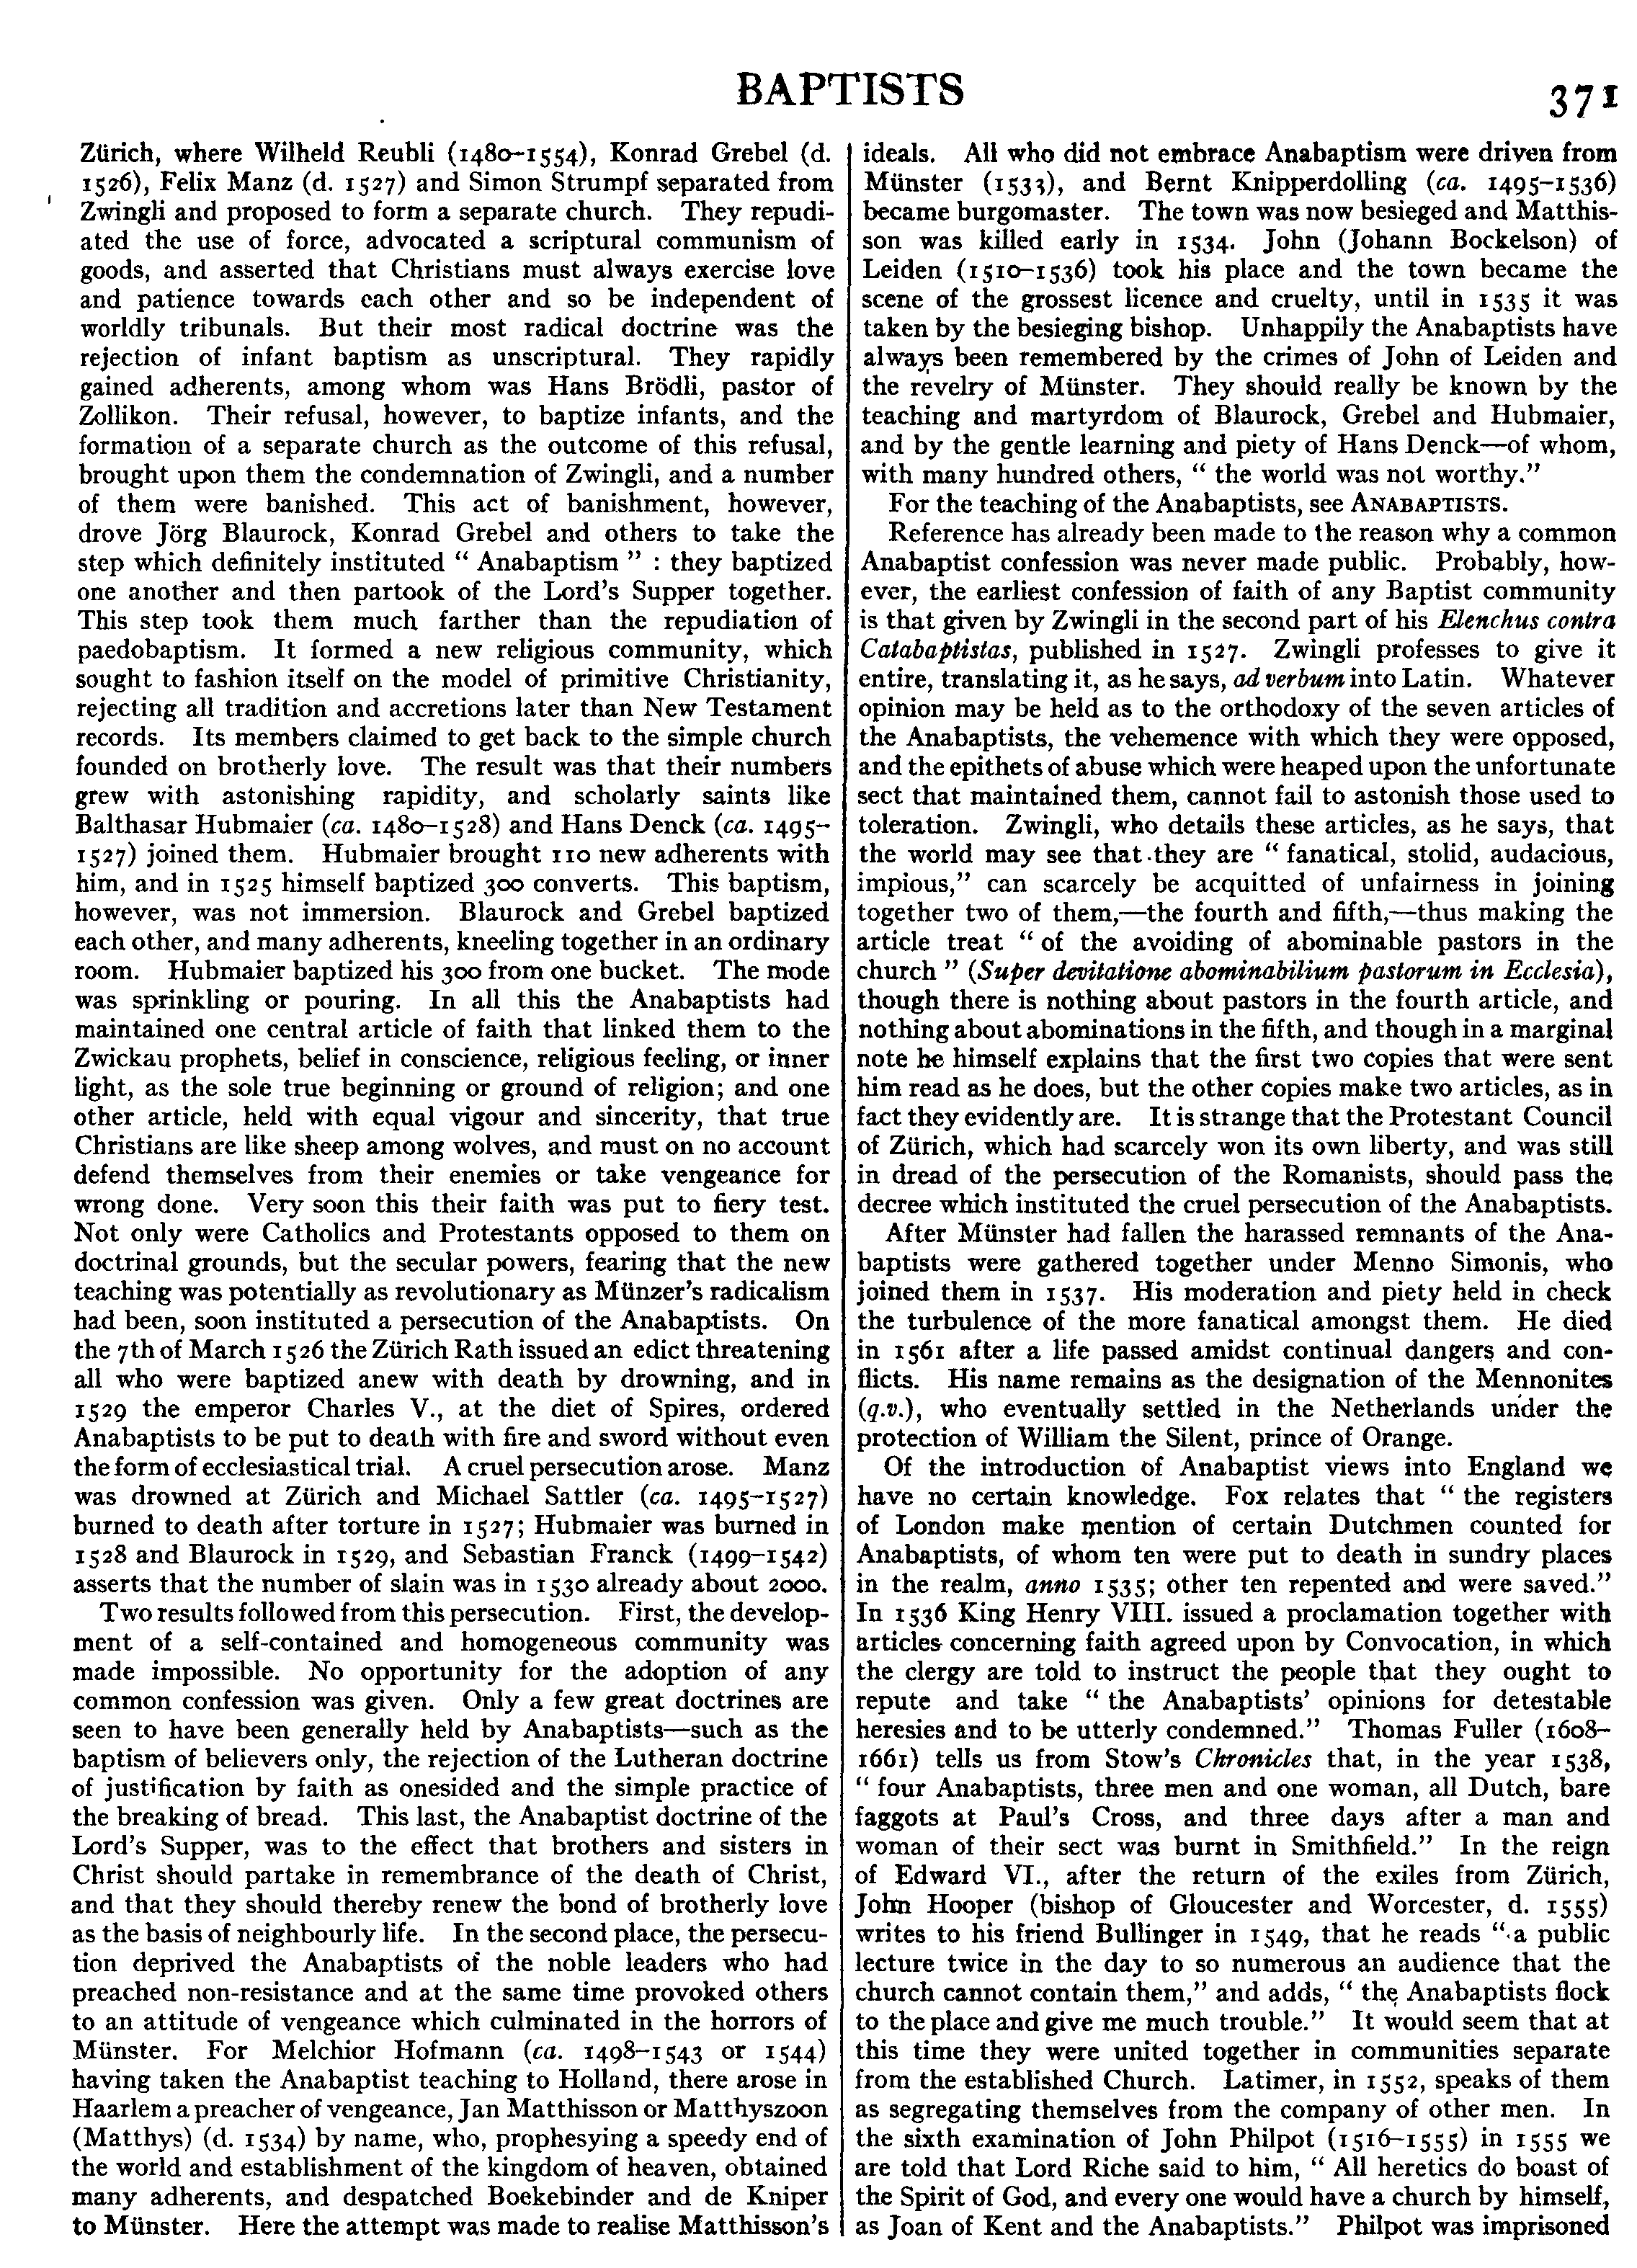 BAPTISTS
371
Zürich, where Wilheld Reubli (1480–1554), Konrad Grebel (d.
1526), Felix Manz (d. 1527) and Simon Strumpf separated from
Zwingli and proposed to form a separate church. They repudi-
ated the use of force, advocated a scriptural communism of
goods, and asserted that Christians must always exercise love
and patience towards each other and so be independent of
worldly tribunals. But their most radical doctrine was the
rejection of infant baptism as unscriptural. They rapidly
gained adherents, among whom was Hans Brödli, pastor of
Zollikon. Their refusal, however, to baptize infants, and the
formation of a separate church as the outcome of this refusal,
brought upon them the condemnation of Zwingli, and a number
of them were banished. This act of banishment, however,
drove Jörg Blaurock, Konrad Grebel and others to take the
step which definitely instituted “ Anabaptism ” : they baptized
one another and then partook of the Lord’s Supper together.
This step took them much farther than the repudiation of
paedobaptism. It formed a new religious community, which
sought to fashion itself on the model of primitive Christianity,
rejecting all tradition and accretions later than New Testament
records. Its members claimed to get back to the simple church
founded on brotherly love. The result was that their numbers
grew with astonishing rapidity, and scholarly saints like
Balthasar Hubmaier (ca. 1480–1528) and Hans Denck (ca. 1495–
1527) joined them. Hubmaier brought 110 new adherents with
him, and in 1525 himself baptized 300 converts. This baptism,
however, was not immersion. Blaurock and Grebel baptized
each other, and many adherents, kneeling together in an ordinary
room. Hubmaier baptized his 300 from one bucket. The mode
was sprinkling or pouring. In all this the Anabaptists had
maintained one central article of faith that linked them to the
Zwickau prophets, belief in conscience, religious feeling, or inner
light, as the sole true beginning or ground of religion; and one
other article, held with equal vigour and sincerity, that true
Christians are like sheep among wolves, and must on no account
defend themselves from their enemies or take vengeance for
wrong done. Very soon this their faith was put to fiery test.
Not only were Catholics and Protestants opposed to them on
doctrinal grounds, but the secular powers, fearing that the new
teaching was potentially as revolutionary as Münzer’s radicalism
had been, soon instituted a persecution of the Anabaptists. On
the 7th of March 1526 the Zürich Rath issued an edict threatening
all who were baptized anew with death by drowning, and in
1529 the emperor Charles V., at the diet of Spires, ordered
Anabaptists to be put to death with fire and sword without even
the form of ecclesiastical trial. A cruel persecution arose. Manz
was drowned at Zürich and Michael Sattler (ca. 1495–1527)
burned to death after torture in 1527; Hubmaier was burned in
1528 and Blaurock in 1529, and Sebastian Franck (1499–1542)
asserts that the number of slain was in 1530 already about 2000.
Two results followed from this persecution. First, the develop-
ment of a self-contained and homogeneous community was
made impossible. No opportunity for the adoption of any
common confession was given. Only a few great doctrines are
seen to have been generally held by Anabaptists—such as the
baptism of believers only, the rejection of the Lutheran doctrine
of justification by faith as onesided and the simple practice of
the breaking of bread. This last, the Anabaptist doctrine of the
Lord’s Supper, was to the effect that brothers and sisters in
Christ should partake in remembrance of the death of Christ,
and that they should thereby renew the bond of brotherly love
as the basis of neighbourly life. In the second place, the persecu-
tion deprived the Anabaptists of the noble leaders who had
preached non-resistance and at the same time provoked others
to an attitude of vengeance which culminated in the horrors of
Münster. For Melchior Hofmann (ca. 1498–1543 or 1544)
having taken the Anabaptist teaching to Holland, there arose in
Haarlem a preacher of vengeance, Jan Matthisson or Matthyszoon
(Matthys) (d. 1534) by name, who, prophesying a speedy end of
the world and establishment of the kingdom of heaven, obtained
many adherents, and despatched Boekebinder and de Kniper
to Münster. Here the attempt was made to realise Matthisson’s
ideals. All who did not embrace Anabaptism were driven from
Münster (1533), and Bernt Knipperdolling (ca. 1495–1536)
became burgomaster. The town was now besieged and Matthis-
son was killed early in 1534. John (Johann Bockelson) of
Leiden (1510–1536) took his place and the town became the
scene of the grossest licence and cruelty, until in 1535 it was
taken by the besieging bishop. Unhappily the Anabaptists have
always been remembered by the crimes of John of Leiden and
the revelry of Münster. They should really be known by the
teaching and martyrdom of Blaurock, Grebel and Hubmaier,
and by the gentle learning and piety of Hans Denck—of whom,
with many hundred others, “ the world was not worthy.”
For the teaching of the Anabaptists, see ANABAPTISTS.
Reference has already been made to the reason why a common
Anabaptist confession was never made public. Probably, how-
ever, the earliest confession of faith of any Baptist community
is that given by Zwingli in the second part of his Elenchus contra
Catabaptistas, published in 1527. Zwingli professes to give it
entire, translating it, as he says, ad verbum into Latin. Whatever
opinion may be held as to the orthodoxy of the seven articles of
the Anabaptists, the vehemence with which they were opposed,
and the epithets of abuse which were heaped upon the unfortunate
sect that maintained them, cannot fail to astonish those used to
toleration. Zwingli, who details these articles, as he says, that
the world may see that they are “ fanatical, stolid, audacious,
impious,” can scarcely be acquitted of unfairness in joining
together two of them,—the fourth and fifth,—thus making the
article treat “ of the avoiding of abominable pastors in the
church ” (Super devitatione abominabilium pastorum in Ecclesia),
though there is nothing about pastors in the fourth article, and
nothing about abominations in the fifth, and though in a marginal
note he himself explains that the first two copies that were sent
him read as he does, but the other copies make two articles, as in
fact they evidently are. It is strange that the Protestant Council
of Zürich, which had scarcely won its own liberty, and was still
in dread of the persecution of the Romanists, should pass the
decree which instituted the cruel persecution of the Anabaptists.
After Münster had fallen the harassed remnants of the Ana-
baptists were gathered together under Menno Simonis, who
joined them in 1537. His moderation and piety held in check
the turbulence of the more fanatical amongst them. He died
in 1561 after a life passed amidst continual dangers and con-
flicts. His name remains as the designation of the Mennonites
(q.v.), who eventually settled in the Netherlands under the
protection of William the Silent, prince of Orange.
Of the introduction of Anabaptist views into England we
have no certain knowledge. Fox relates that “ the registers
of London make mention of certain Dutchmen counted for
Anabaptists, of whom ten were put to death in sundry places
in the realm, anno 1535; other ten repented and were saved.”
In 1536 King Henry VIII. issued a proclamation together with
articles concerning faith agreed upon by Convocation, in which
the clergy are told to instruct the people that they ought to
repute and take “ the Anabaptists’ opinions for detestable
heresies and to be utterly condemned.” Thomas Fuller (1608–
1661) tells us from Stow’s Chronicles that, in the year 1538,
“ four Anabaptists, three men and one woman, all Dutch, bare
faggots at Paul’s Cross, and three days after a man and
woman of their sect was burnt in Smithfield.” In the reign
of Edward VI., after the return of the exiles from Zürich,
John Hooper (bishop of Gloucester and Worcester, d. 1555)
writes to his friend Bullinger in 1549, that he reads “ a public
lecture twice in the day to so numerous an audience that the
church cannot contain them,” and adds, “ the Anabaptists flock
to the place and give me much trouble.” It would seem that at
this time they were united together in communities separate
from the established Church. Latimer, in 1552, speaks of them
as segregating themselves from the company of other men. In
the sixth examination of John Philpot (1516–1555) in 1555 we
are told that Lord Riche said to him, “ All heretics do boast of
the Spirit of God, and every one would have a church by himself,
as Joan of Kent and the Anabaptists.” Philpot was imprisoned